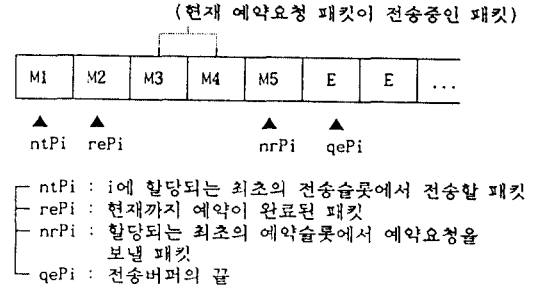 (현재 예약요청 패킷이 전송중인 패킷)
M1 M2 M3 M4 M5 E E ...
ntPi rePi nrPi qePi
ntPi : i에 할당되는 최초의 전송슬롯에서 전송할 패킷
rePi : 현재까지 예약이 완료된 패킷
nrPi : 할당되는 최초의 예약슬롯에서 예약요청을
보낼 패킷
qePi : 전송버퍼의 끝